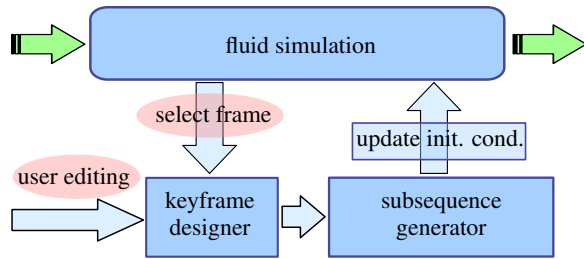 fluid simulation
select frame
update init. cond.
user editing
keyframe
designer
subsequence
generator